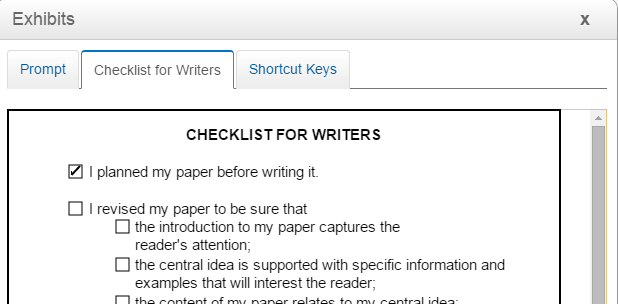 Exhibits x
Prompt Checklist for Writers Shortcut Keys
CHECKLIST FOR WRITERS
I planned my paper before writing it.
I revised my paper to be sure that
the introduction to my paper captures the
reader's attention;
the central idea is supported with specific information and
examples that will interest the reader;
the content of my paper relates to my central idea;